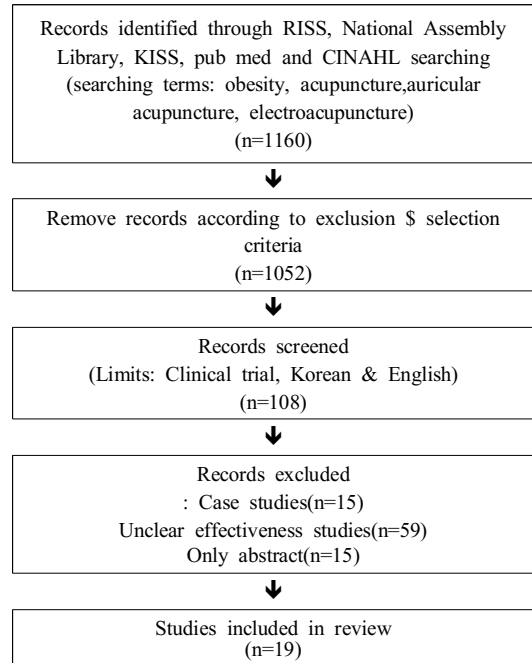 Records identified through RISS, National Assembly
Library, KISS, pub med and CINAHL searching
(searching terms: obesity, acupuncture,auricular
acupuncture, electroacupuncture)
(n=1160)
Remove records according to exclusion $ selection
criteria
(n=1052)
Records screened
(Limits: Clinical trial, Korean & English)
(n=108)
Records excluded
: Case studies(n=15)
Unclear effectiveness studies(n=59)
Only abstract(n=15)
Studies included in review
(n=19)